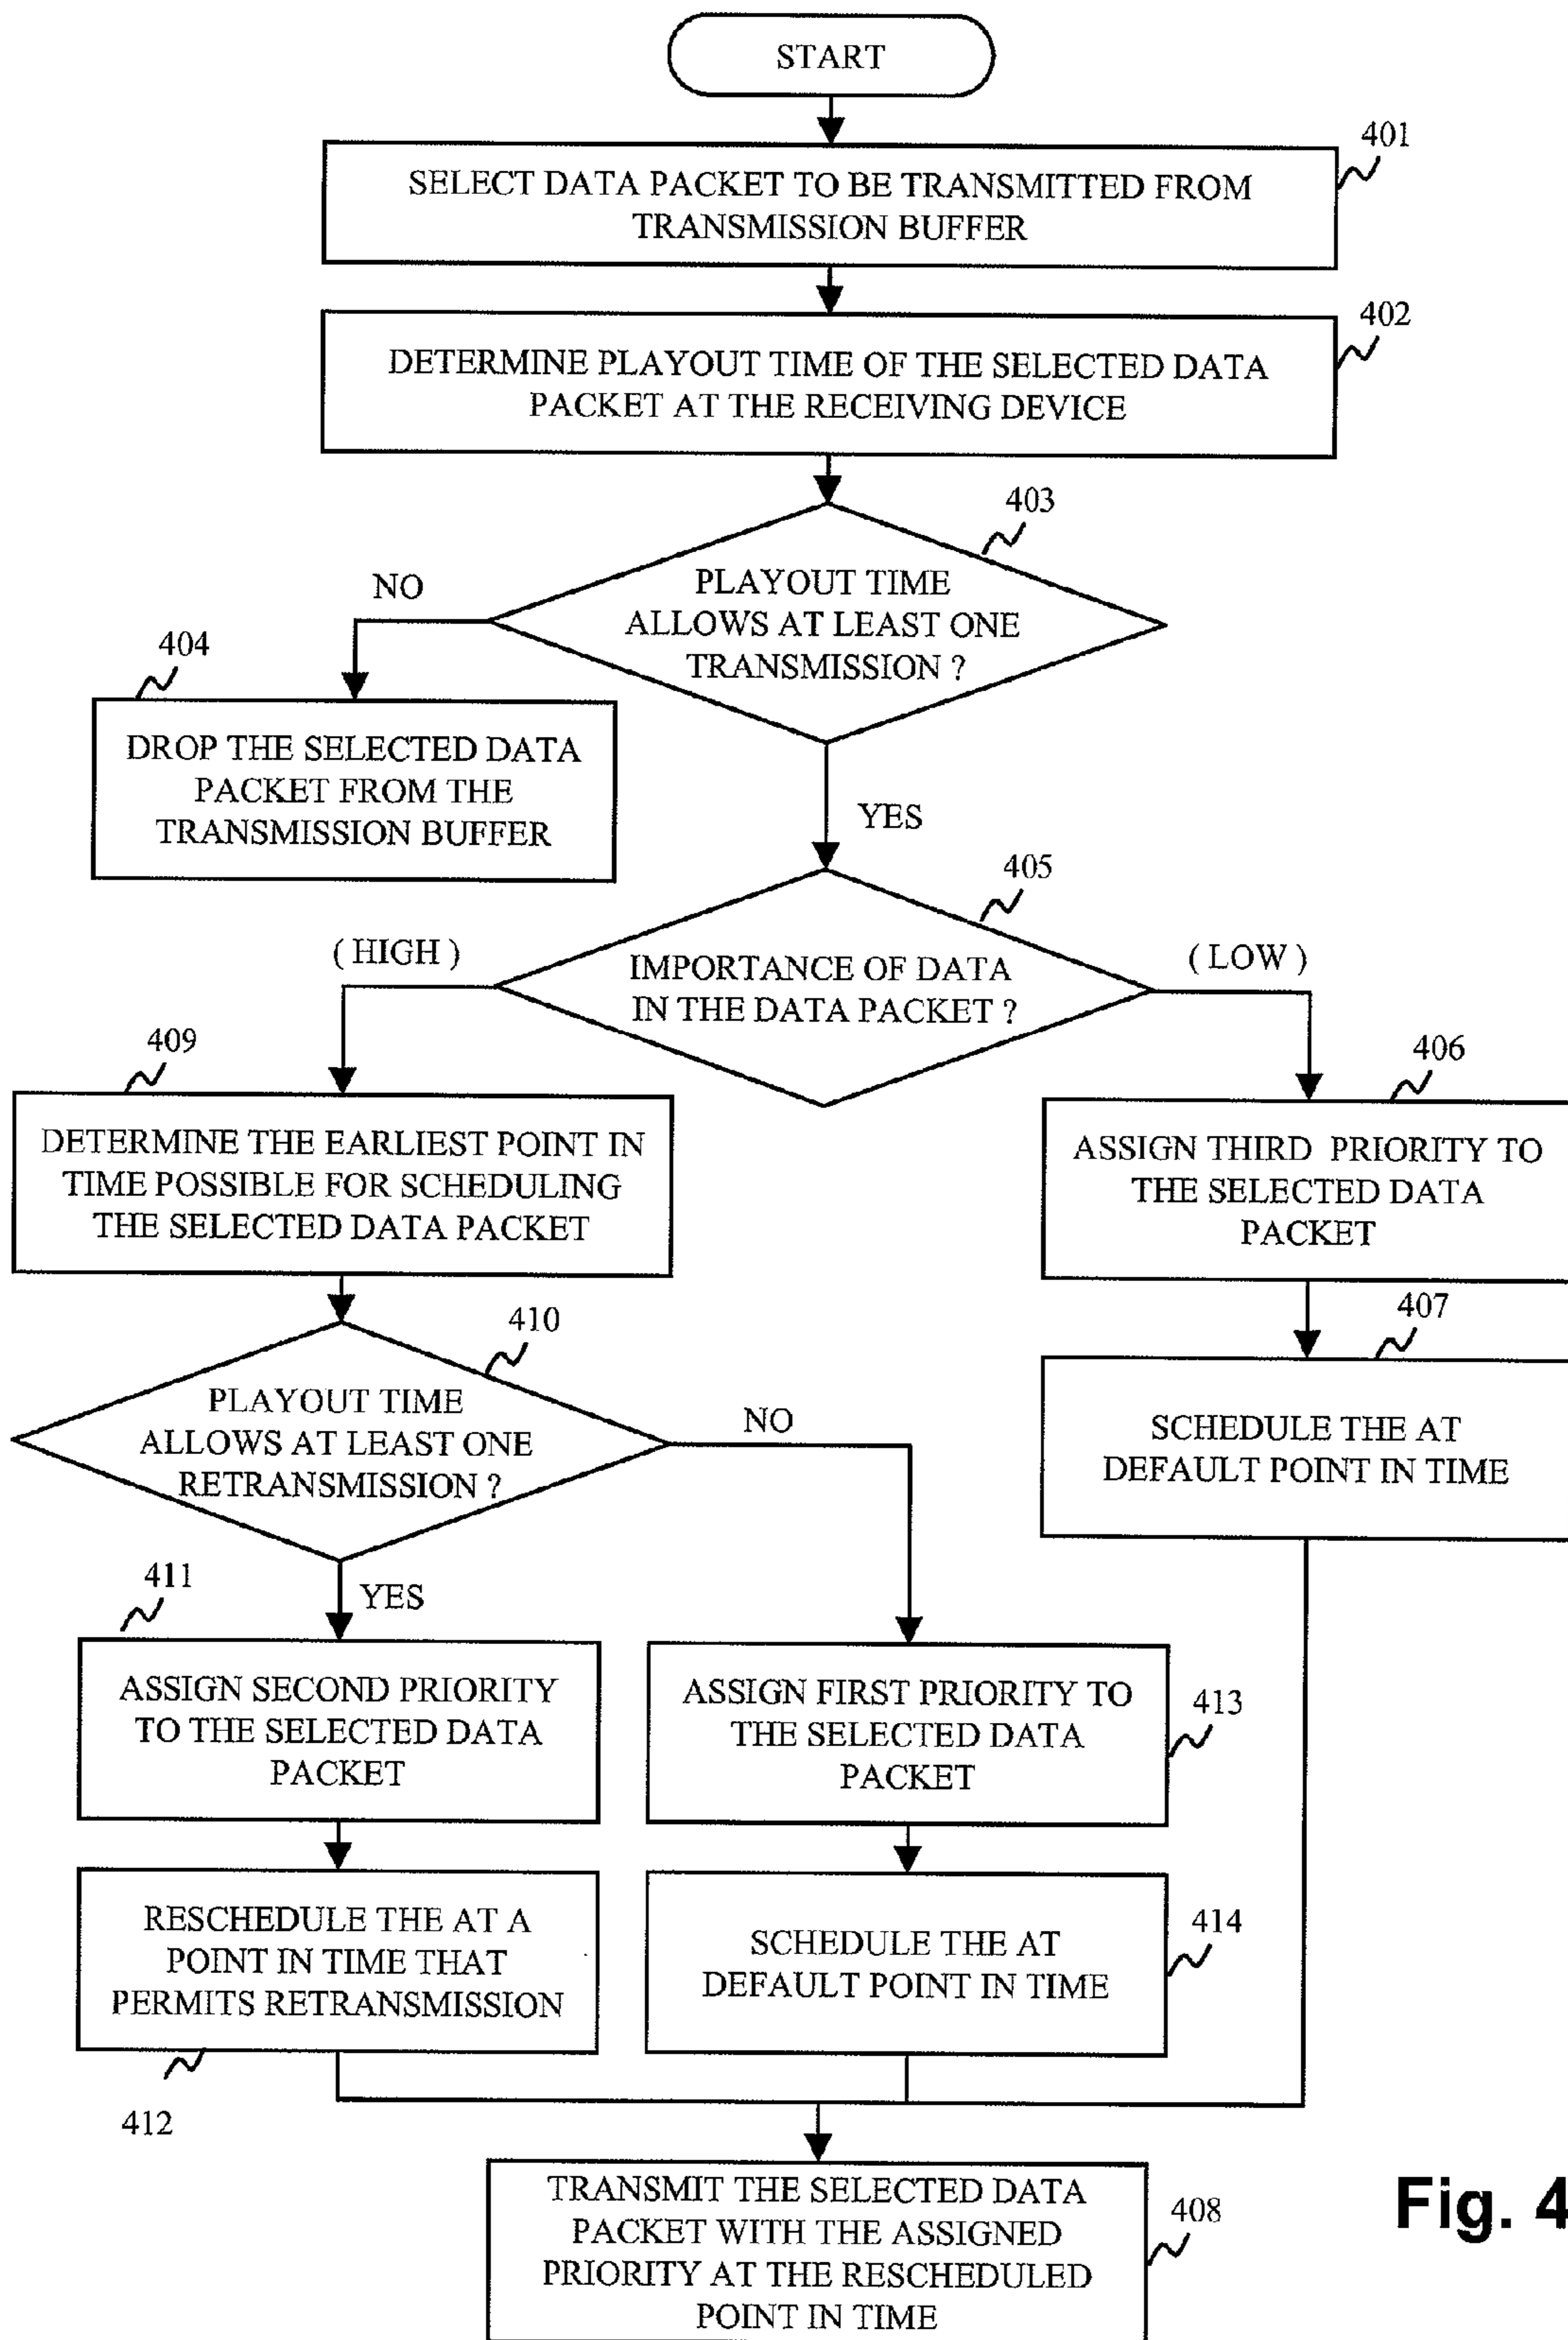 START
401
SELECT DATA PACKET TO BE TRANSMITTED FROM
TRANSMISSION BUFFER
402
DETERMINE PLAYOUT TIME OF THE SELECTED DATA
PACKET AT THE RECEIVING DEVICE
403
PLAYOUT TIME
ALLOWS AT LEAST ONE
TRANSMISSION ?
NO
404
DROP THE SELECTED DATA
PACKET FROM THE
TRANSMISSION BUFFER
YES
405
IMPORTANCE OF DATA
IN THE DATA PACKET ?
( HIGH )
( LOW )
409
DETERMINE THE EARLIEST POINT IN
TIME POSSIBLE FOR SCHEDULING
THE SELECTED DATA PACKET
406
ASSIGN THIRD PRIORITY TO
THE SELECTED DATA
PACKET
407
SCHEDULE THE AT
DEFAULT POINT IN TIME
410
PLAYOUT TIME
ALLOWS AT LEAST ONE
RETRANSMISSION ?
NO
YES
411
ASSIGN SECOND PRIORITY
TO THE SELECTED DATA
PACKET
413
ASSIGN FIRST PRIORITY TO
THE SELECTED DATA
PACKET
RESCHEDULE THE AT A
POINT IN TIME THAT
PERMITS RETRANSMISSION
412
414
SCHEDULE THE AT
DEFAULT POINT IN TIME
408
TRANSMIT THE SELECTED DATA
PACKET WITH THE ASSIGNED
PRIORITY AT THE RESCHEDULED
POINT IN TIME
Fig. 4